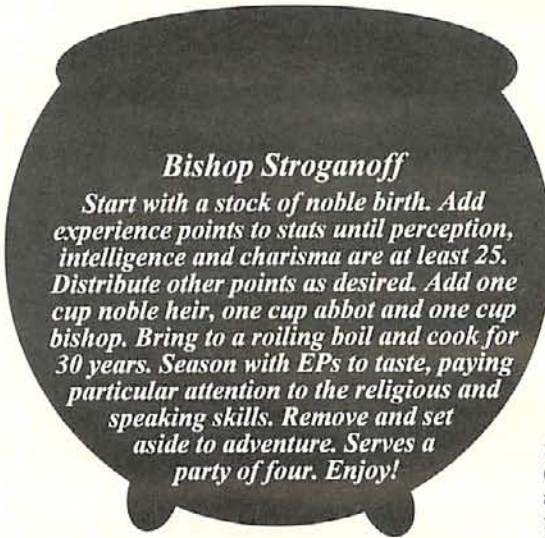 Bishop Stroganoff
Start with a stock of noble birth. Add
experience points to stats until perception,
intelligence and charisma are at least 25.
Distribute other points as desired. Add one
cup noble heir, one cup abbot and one cup
bishop. Bring to a roiling boil and cook for
30 years. Season with EPs to taste, paying
particular attention to the religious and
speaking skills. Remove and set
aside to adventure. Serves a
party of four. Enjoy!